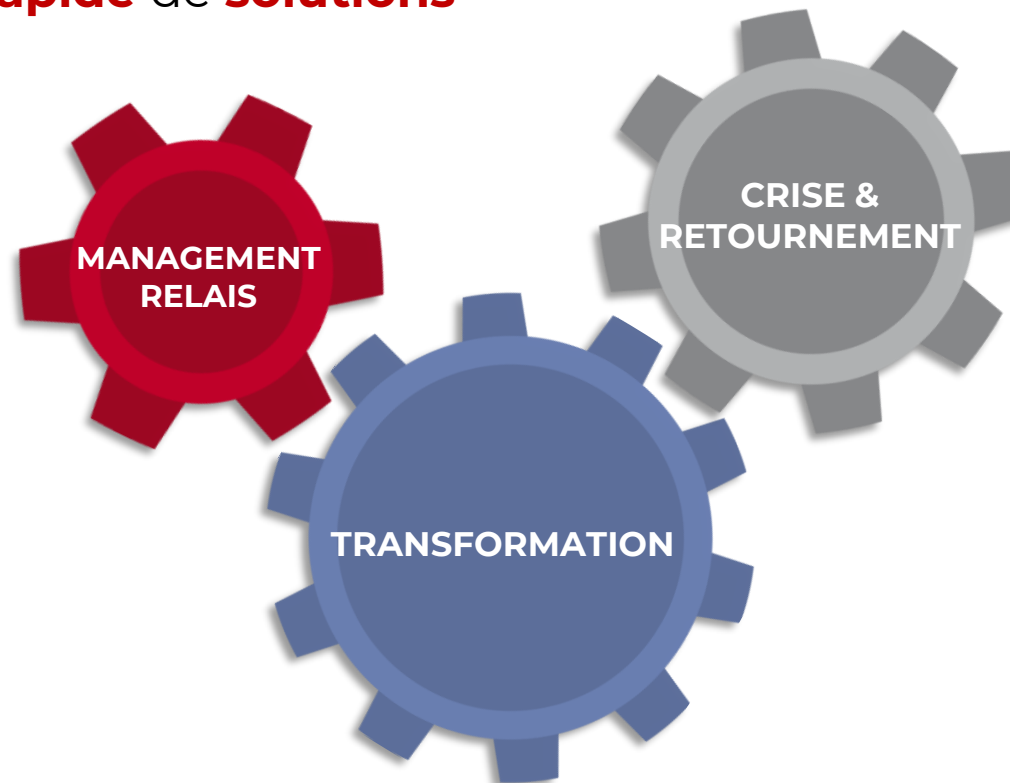 de solutions
CRISE &
RETOURNEMENT
MANAGEMENT
RELAIS
TRANSFORMATION